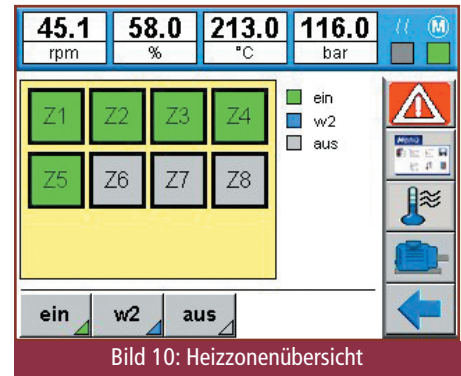 45.1 58.0 213.0 116.0 M
rpm % °C bar
Z1 Z2 Z3 Z4
Z5 Z6 Z7 Z8
ein
w2
aus
Menü
ein w2 aus
Bild 10: Heizzonenübersicht